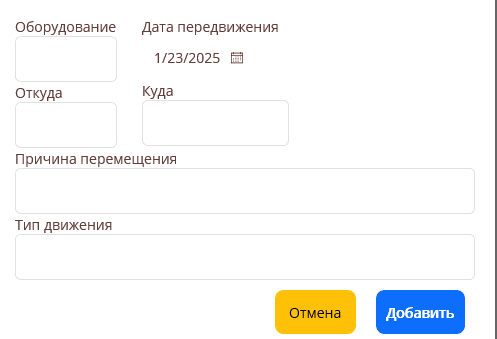 Оборудование
Дата передвижения
1/23/2025
Откуда
Куда
Причина перемещения
Тип движения
Отмена
Добавить